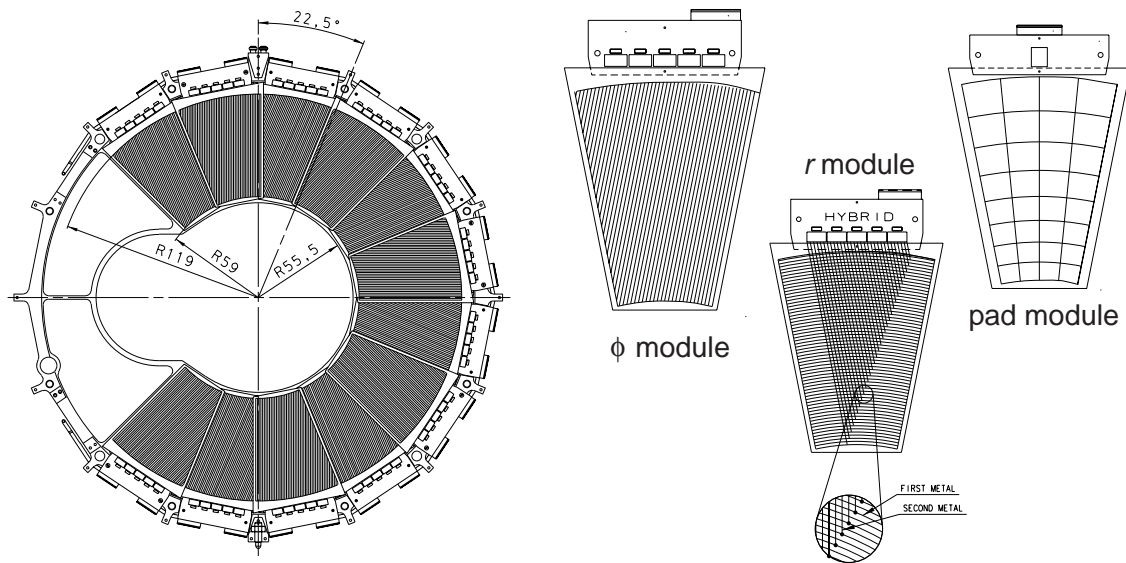 22,5°
R119
R59
R55.5
ϕ module
r module
HYBRID
FIRST METAL
SECOND METAL
pad module